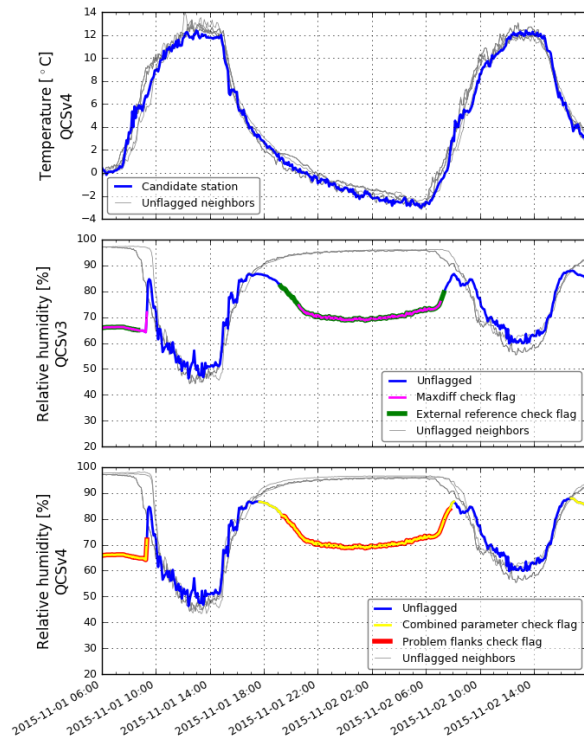 14
12
10
8
6
4
2
0
−2
−4
Temperature [ °C]
QCSv4
Candidate station
Unflagged neighbors
100
90
80
70
60
50
40
30
20
Relative humidity [%]
QCSv3
Unflagged
Maxdiff check flag
External reference check flag
Unflagged neighbors
100
90
80
70
60
50
40
30
20
Relative humidity [%]
QCSv4
Unflagged
Combined parameter check flag
Problem flanks check flag
Unflagged neighbors
2015-11-01 06:00
2015-11-01 10:00
2015-11-01 14:00
2015-11-01 18:00
2015-11-01 22:00
2015-11-02 02:00
2015-11-02 06:00
2015-11-02 10:00
2015-11-02 14:00